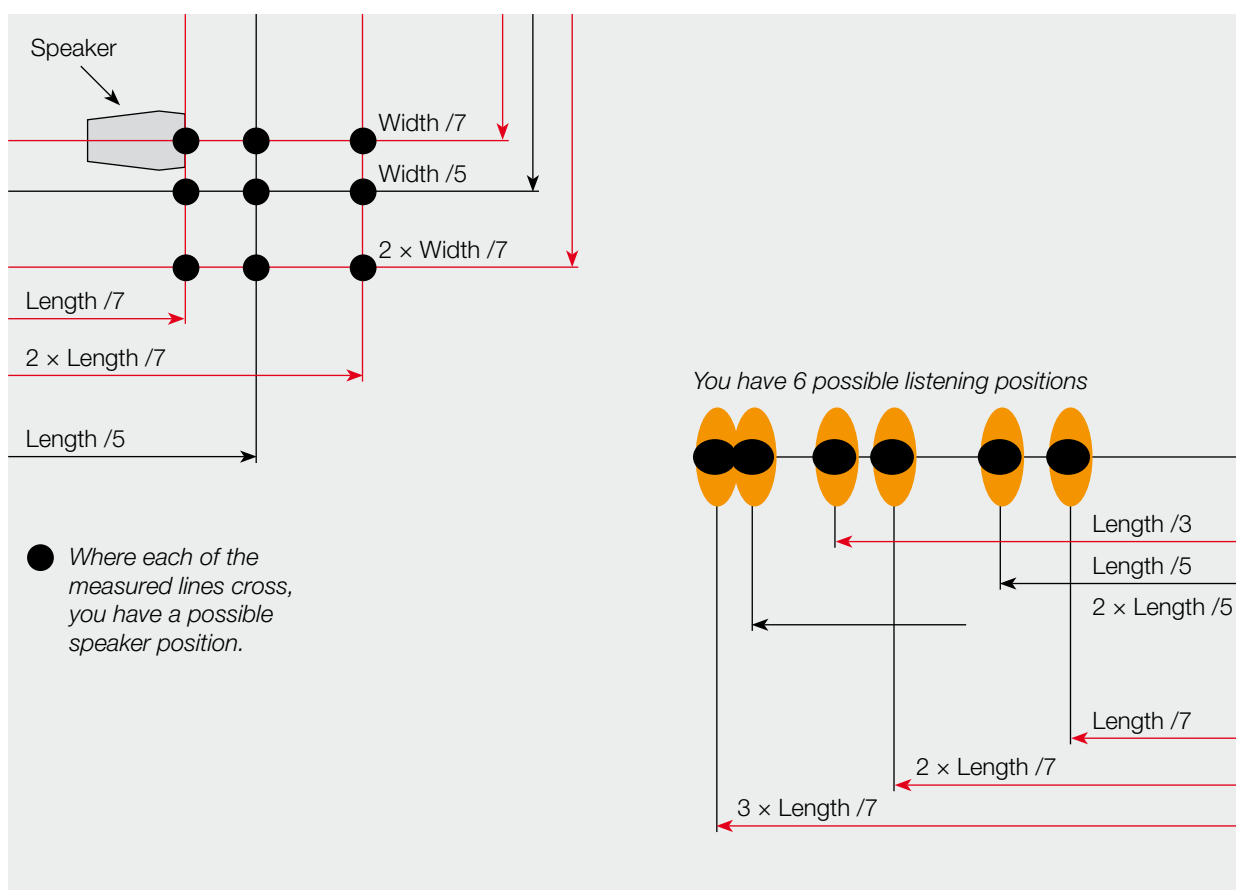 Speaker
Width /7
Width /5
2 × Width /7
Length /7
2 × Length /7
Length /5
Where each of the
measured lines cross,
you have a possible
speaker position.
You have 6 possible listening positions
Length /3
Length /5
2 × Length /5
Length /7
2 × Length /7
3 × Length /7